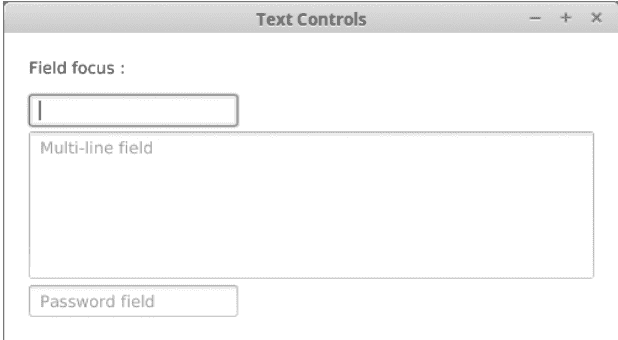 Text Controls
Field focus :
Multi-line field
Password field